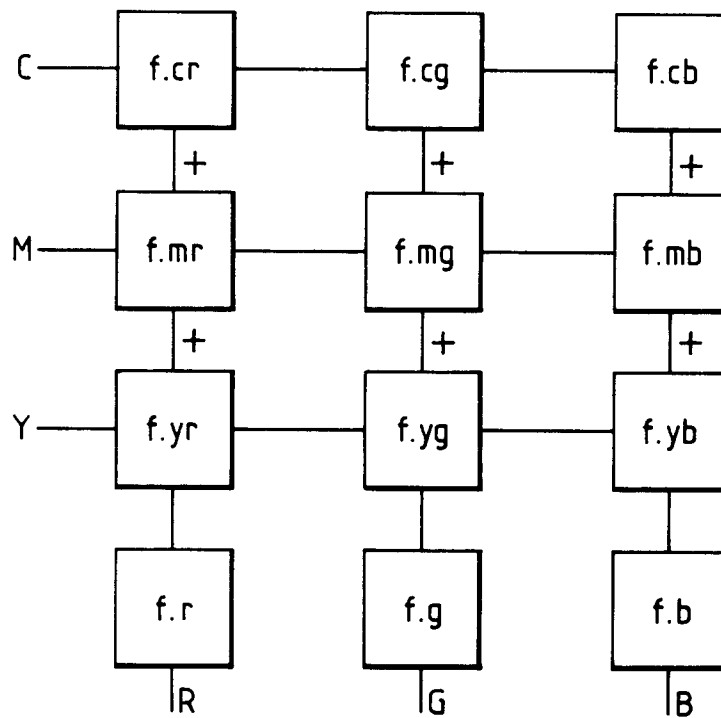 C f.cr f.cg f.cb
+ + +
M f.mr f.mg f.mb
+ + +
Y f.yr f.yg f.yb
f.r f.g f.b
R G B